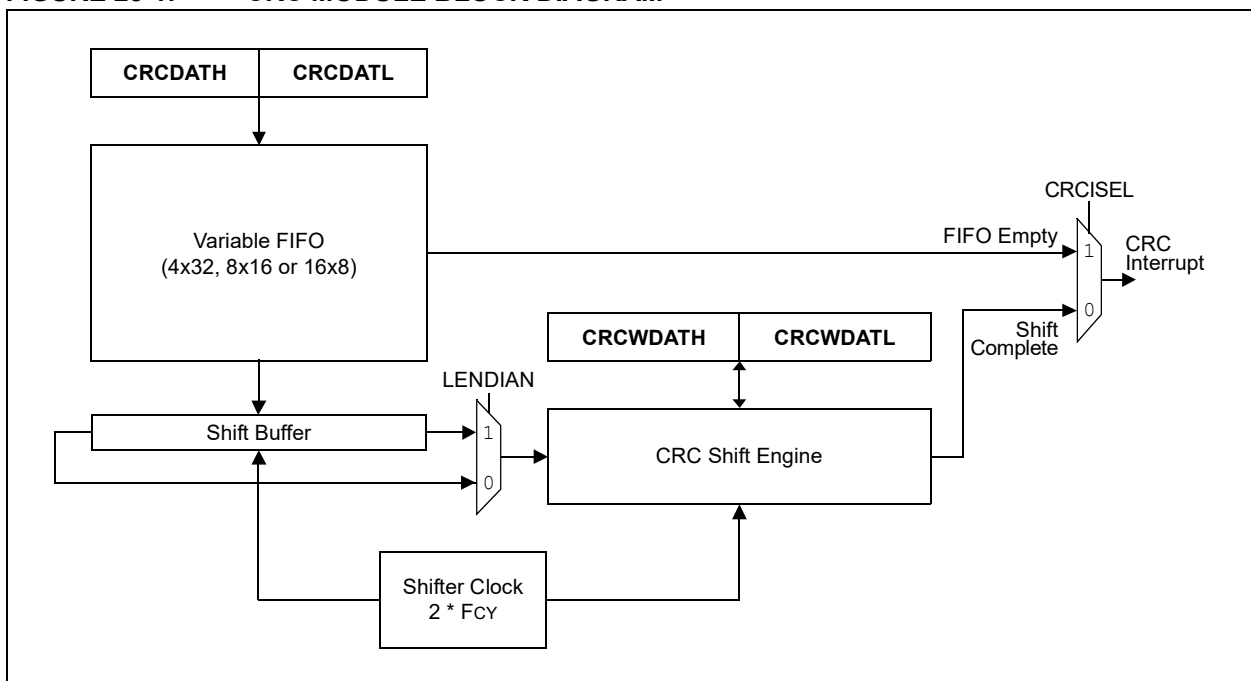 CRCDATH CRCDATL
Variable FIFO
(4x32, 8x16 or 16x8)
CRCISEL
FIFO Empty
1
CRC
Interrupt
0
Shift
Complete
CRCWDATH CRCWDATL
LENDIAN
Shift Buffer
1
0
CRC Shift Engine
Shifter Clock
2 * FCY